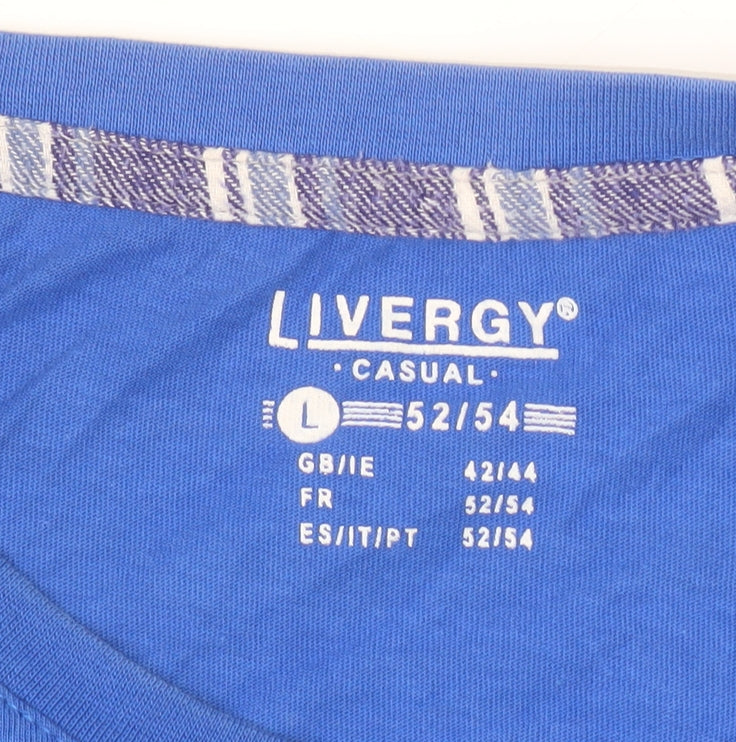 LIVERGY®
·CASUAL·
L 52/54
GB/IE 42/44
FR 52/54
ES/IT/PT 52/54